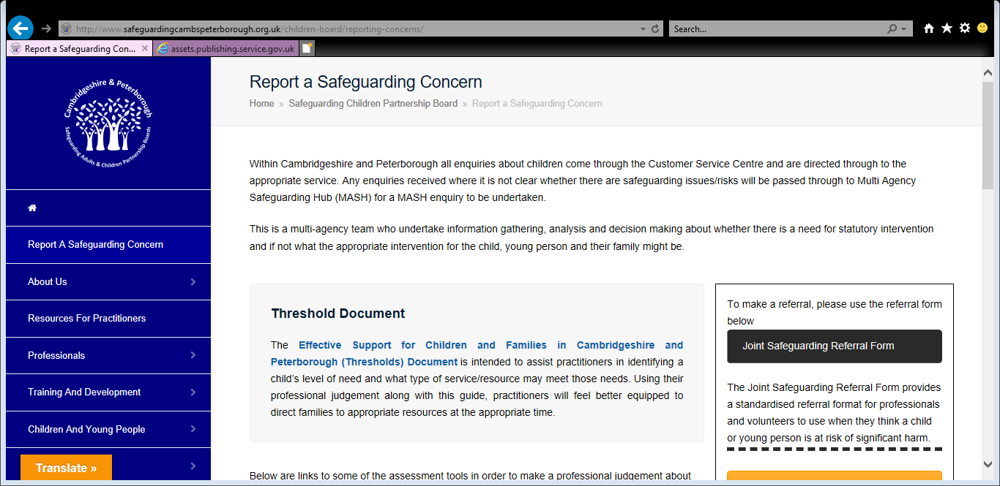 http://www.safeguardingcambspeterborough.org.uk/children-board/reporting-concerns/
Search...
Report a Safeguarding Con...
assets.publishing.service.gov.uk
Cambridgeshire & Peterborough
Safeguarding Adults & Children Partnership Boards
Report A Safeguarding Concern
About Us
Resources For Practitioners
Professionals
Training And Development
Children And Young People
Translate »
Report a Safeguarding Concern
Home » Safeguarding Children Partnership Board » Report a Safeguarding Concern
Within Cambridgeshire and Peterborough all enquiries about children come through the Customer Service Centre and are directed through to the
appropriate service. Any enquiries received where it is not clear whether there are safeguarding issues/risks will be passed through to Multi Agency
Safeguarding Hub (MASH) for a MASH enquiry to be undertaken.
This is a multi-agency team who undertake information gathering, analysis and decision making about whether there is a need for statutory intervention
and if not what the appropriate intervention for the child, young person and their family might be.
Threshold Document
The Effective Support for Children and Families in Cambridgeshire and
Peterborough (Thresholds) Document is intended to assist practitioners in identifying a
child's level of need and what type of service/resource may meet those needs. Using their
professional judgement along with this guide, practitioners will feel better equipped to
direct families to appropriate resources at the appropriate time.
Below are links to some of the assessment tools in order to make a professional judgement about
To make a referral, please use the referral form
below
Joint Safeguarding Referral Form
The Joint Safeguarding Referral Form provides
a standardised referral format for professionals
and volunteers to use when they think a child
or young person is at risk of significant harm.